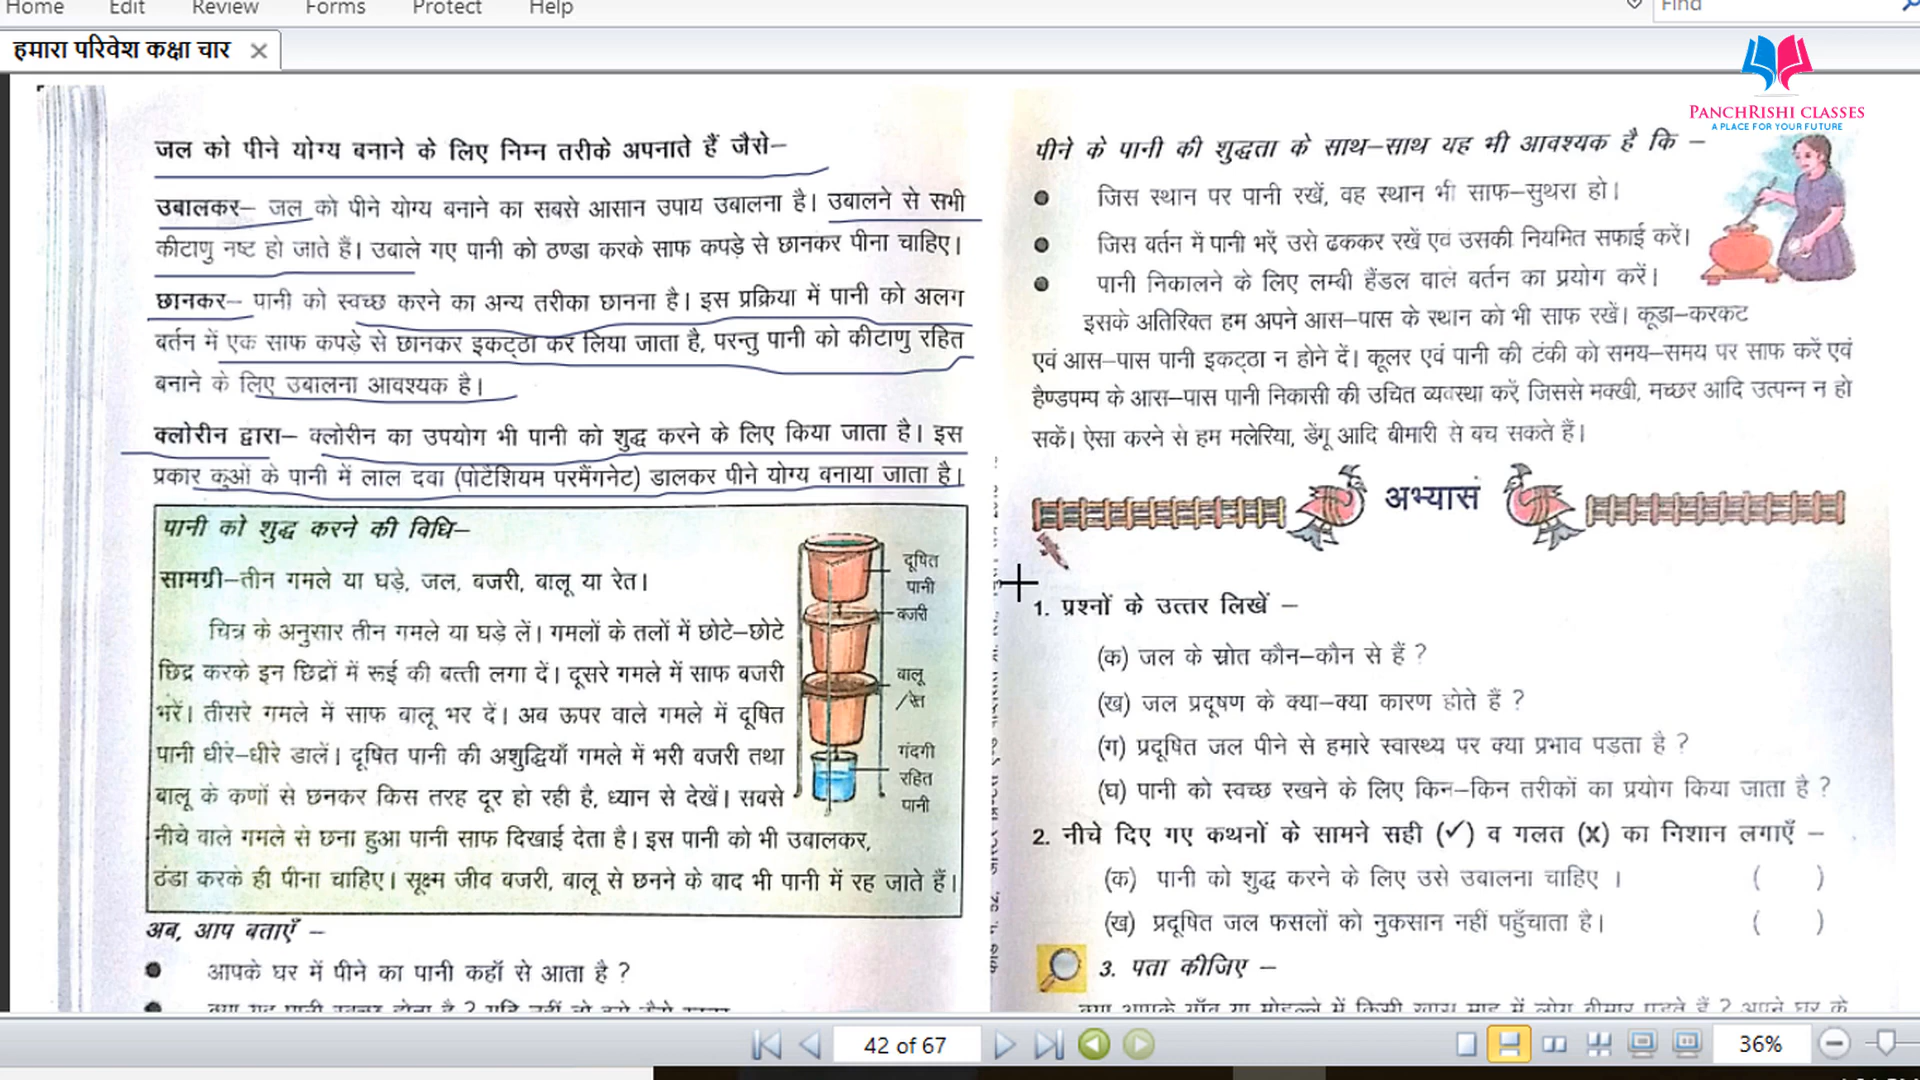 Home Edit Review Forms Protect Help
Find
हमारा परिवेश कक्षा चार
PANCHRISHI CLASSES
A PLACE FOR YOUR FUTURE
जल को पीने योग्य बनाने के लिए निम्न तरीके अपनाते हैं जैसे–
उबालकर– जल को पीने योग्य बनाने का सबसे आसान उपाय उबालना है। उबालने से सभी
कीटाणु नष्ट हो जाते हैं। उबाले गए पानी को ठण्डा करके साफ कपड़े से छानकर पीना चाहिए।
छानकर– पानी को स्वच्छ करने का अन्य तरीका छानना है। इस प्रक्रिया में पानी को अलग
बर्तन में एक साफ कपड़े से छानकर इकट्ठा कर लिया जाता है, परन्तु पानी को कीटाणु रहित
बनाने के लिए उबालना आवश्यक है।
क्लोरीन द्वारा– क्लोरीन का उपयोग भी पानी को शुद्ध करने के लिए किया जाता है। इस
प्रकार कुओं के पानी में लाल दवा (पोटैशियम परमैंगनेट) डालकर पीने योग्य बनाया जाता है।
पानी को शुद्ध करने की विधि–
सामग्री–तीन गमले या घड़े, जल, बजरी, बालू या रेत।
चित्र के अनुसार तीन गमले या घड़े लें। गमलों के तलों में छोटे–छोटे
छिद्र करके इन छिद्रों में रूई की बत्ती लगा दें। दूसरे गमले में साफ बजरी
भरें। तीसरे गमले में साफ बालू भर दें। अब ऊपर वाले गमले में दूषित
पानी धीरे–धीरे डालें। दूषित पानी की अशुद्धियाँ गमले में भरी बजरी तथा
बालू के कणों से छनकर किस तरह दूर हो रही है, ध्यान से देखें। सबसे
नीचे वाले गमले से छना हुआ पानी साफ दिखाई देता है। इस पानी को भी उबालकर,
ठंडा करके ही पीना चाहिए। सूक्ष्म जीव बजरी, बालू से छनने के बाद भी पानी में रह जाते हैं।
दूषित
पानी
बजरी
बालू
/रेत
गंदगी
रहित
पानी
अब, आप बताएँ –
● आपके घर में पीने का पानी कहाँ से आता है ?
पीने के पानी की शुद्धता के साथ–साथ यह भी आवश्यक है कि –
● जिस स्थान पर पानी रखें, वह स्थान भी साफ–सुथरा हो।
● जिस बर्तन में पानी भरें उसे ढककर रखें एवं उसकी नियमित सफाई करें।
● पानी निकालने के लिए लम्बी हैंडल वाले बर्तन का प्रयोग करें।
इसके अतिरिक्त हम अपने आस–पास के स्थान को भी साफ रखें। कूडा–करकट
एवं आस–पास पानी इकट्ठा न होने दें। कूलर एवं पानी की टंकी को समय–समय पर साफ करें एवं
हैण्डपम्प के आस–पास पानी निकासी की उचित व्यवस्था करें, जिससे मक्खी, मच्छर आदि उत्पन्न न हो
सकें। ऐसा करने से हम मलेरिया, डेंगू आदि बीमारी से बच सकते हैं।
अभ्यास
1. प्रश्नों के उत्तर लिखें –
(क) जल के स्रोत कौन–कौन से हैं ?
(ख) जल प्रदूषण के क्या–क्या कारण होते हैं ?
(ग) प्रदूषित जल पीने से हमारे स्वास्थ्य पर क्या प्रभाव पडता है ?
(घ) पानी को स्वच्छ रखने के लिए किन–किन तरीकों का प्रयोग किया जाता है ?
2. नीचे दिए गए कथनों के सामने सही (✓) व गलत (X) का निशान लगाएँ –
(क) पानी को शुद्ध करने के लिए उसे उबालना चाहिए । ( )
(ख) प्रदूषित जल फसलों को नुकसान नहीं पहुँचाता है। ( )
3. पता कीजिए –
क्या आपके गाँव या मोहल्ले में किसी खास माह में लोग बीमार पड़ते हैं ? अपने घर के
42 of 67
36%